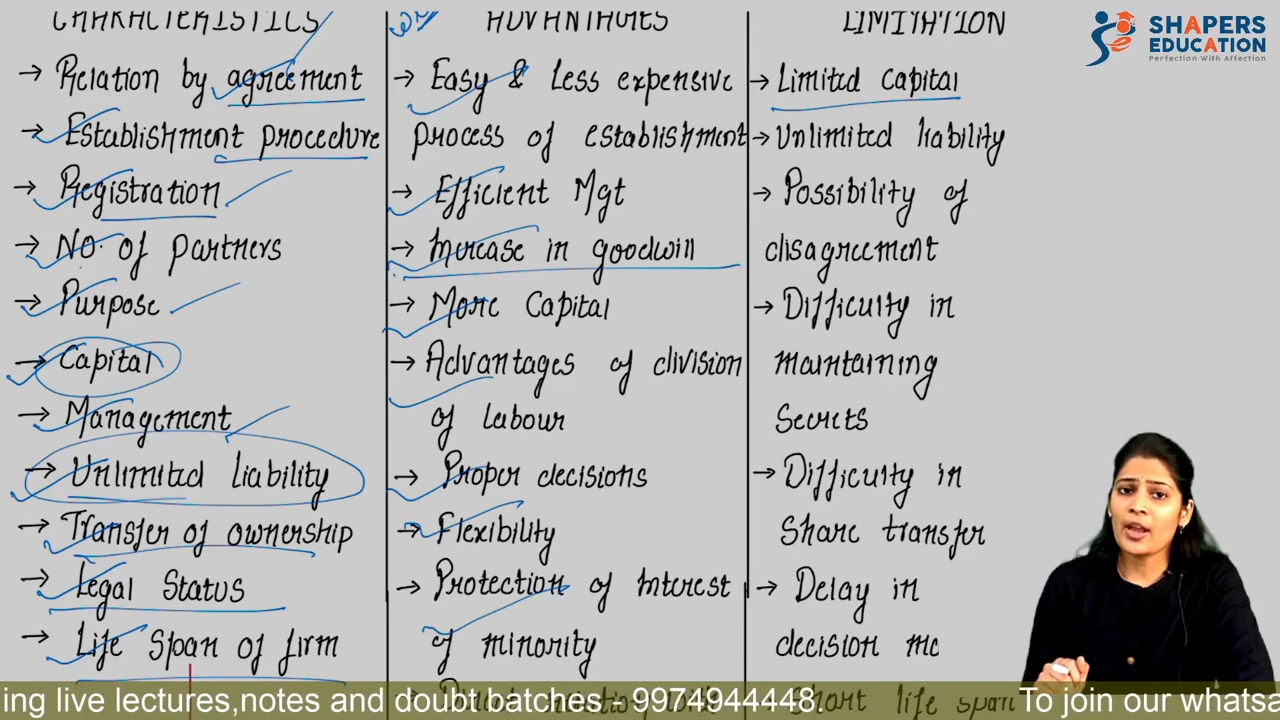 CHARACTERISTICS
→ Relation by agreement
→ Establishment procedure
→ Registration
→ No. of partners
→ Purpose
→ Capital
→ Management
→ Unlimited liability
→ Transfer of ownership
→ Legal Status
→ Life Span of firm
ADVANTAGES
→ Easy & Less expensive
process of establishment
→ Efficient Mgt
→ Increase in goodwill
→ More Capital
→ Advantages of division
of labour
→ Proper decisions
→ Flexibility
→ Protection of Interest
of minority
LIMITATION
→ Limited capital
→ Unlimited liability
→ Possibility of
disagreement
→ Difficulty in
maintaining
Secrets
→ Difficulty in
Share transfer
→ Delay in
decision ma
→ Short life span
SHAPERS
EDUCATION
Perfection With Affection
ing live lectures,notes and doubt batches - 9974944448. To join our whatsa